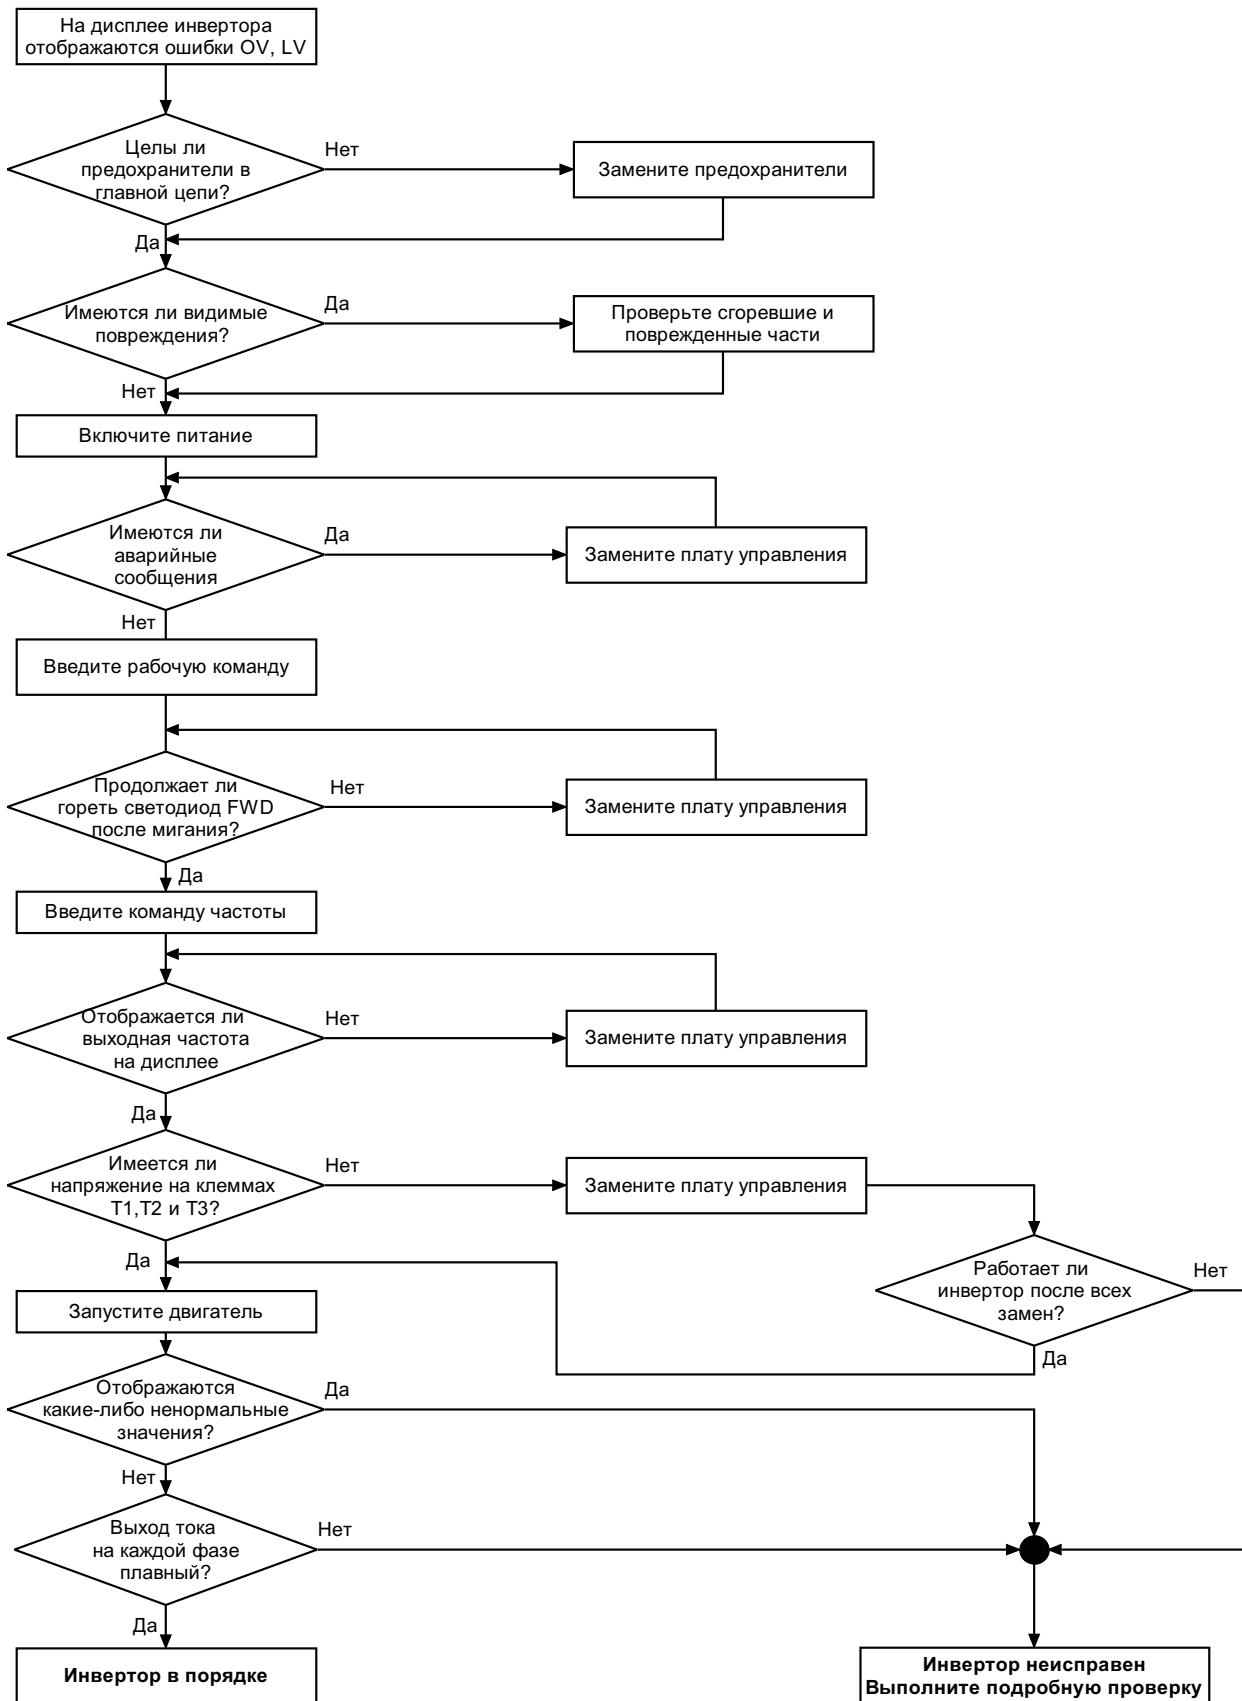 На дисплее инвертора
отображаются ошибки OV, LV
Целы ли
предохранители в
главной цепи?
Нет
Замените предохранители
Да
Имеются ли видимые
повреждения?
Да
Проверьте сгоревшие и
поврежденные части
Нет
Включите питание
Имеются ли
аварийные
сообщения
Да
Замените плату управления
Нет
Введите рабочую команду
Продолжает ли
гореть светодиод FWD
после мигания?
Нет
Замените плату управления
Да
Введите команду частоты
Отображается ли
выходная частота
на дисплее
Нет
Замените плату управления
Да
Имеется ли
напряжение на клеммах
T1,T2 и T3?
Нет
Замените плату управления
Да
Работает ли
инвертор после всех
замен?
Нет
Да
Запустите двигатель
Отображаются
какие-либо ненормальные
значения?
Да
Нет
Выход тока
на каждой фазе
плавный?
Нет
Да
Инвертор в порядке
Инвертор неисправен
Выполните подробную проверку